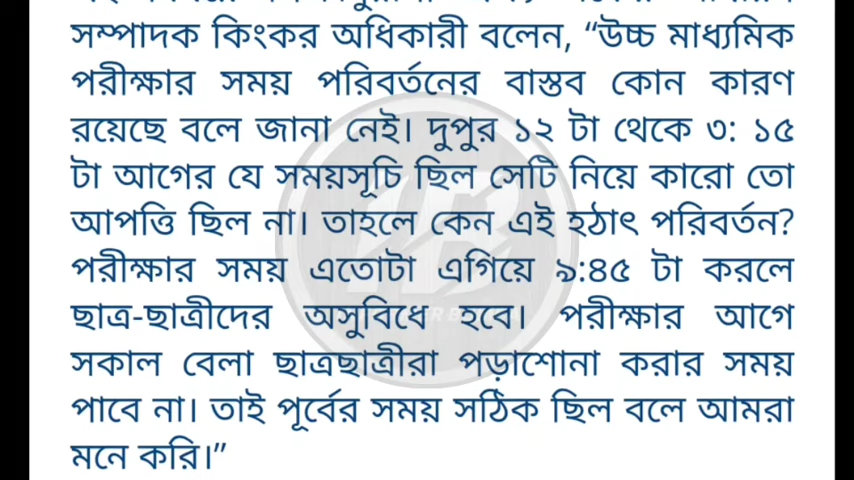 সম্পাদক কিংকর অধিকারী বলেন, “উচ্চ মাধ্যমিক
পরীক্ষার সময় পরিবর্তনের বাস্তব কোন কারণ
রয়েছে বলে জানা নেই। দুপুর ১২ টা থেকে ৩: ১৫
টা আগের যে সময়সূচি ছিল সেটি নিয়ে কারো তো
আপত্তি ছিল না। তাহলে কেন এই হঠাৎ পরিবর্তন?
পরীক্ষার সময় এতোটা এগিয়ে ৯:৪৫ টা করলে
ছাত্র-ছাত্রীদের অসুবিধে হবে। পরীক্ষার আগে
সকাল বেলা ছাত্রছাত্রীরা পড়াশোনা করার সময়
পাবে না। তাই পূর্বের সময় সঠিক ছিল বলে আমরা
মনে করি।”